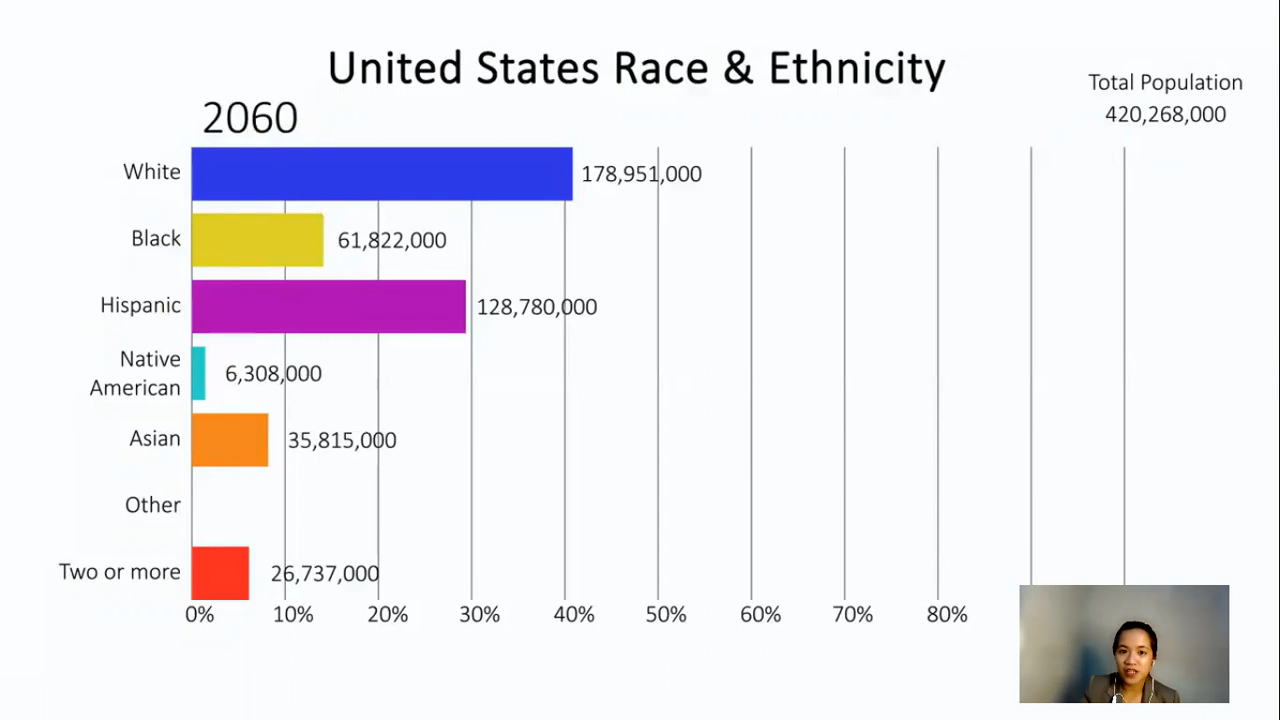 United States Race & Ethnicity
Total Population
420,268,000
2060
White
178,951,000
Black
61,822,000
Hispanic
128,780,000
Native
American
6,308,000
Asian
35,815,000
Other
Two or more
26,737,000
0% 10% 20% 30% 40% 50% 60% 70% 80%